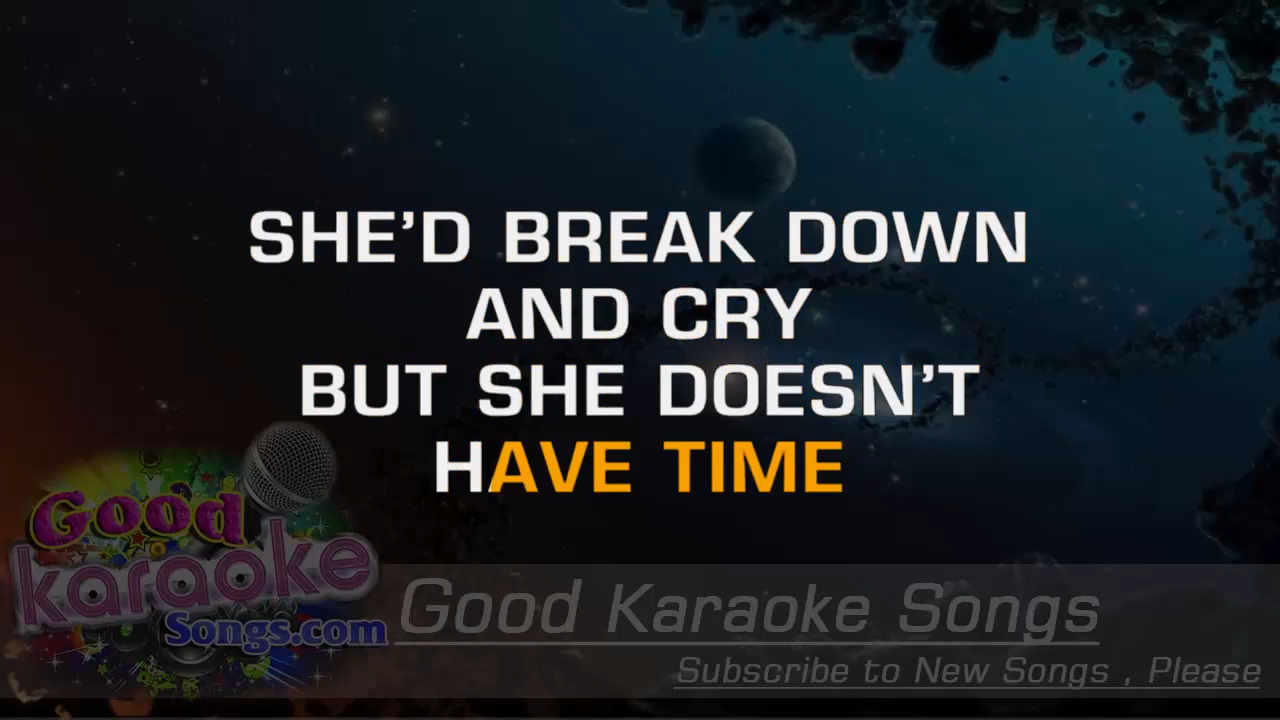 SHE’D BREAK DOWN
AND CRY
BUT SHE DOESN’T
HAVE TIME
Good
karaoke
Songs.com
Good Karaoke Songs
Subscribe to New Songs , Please